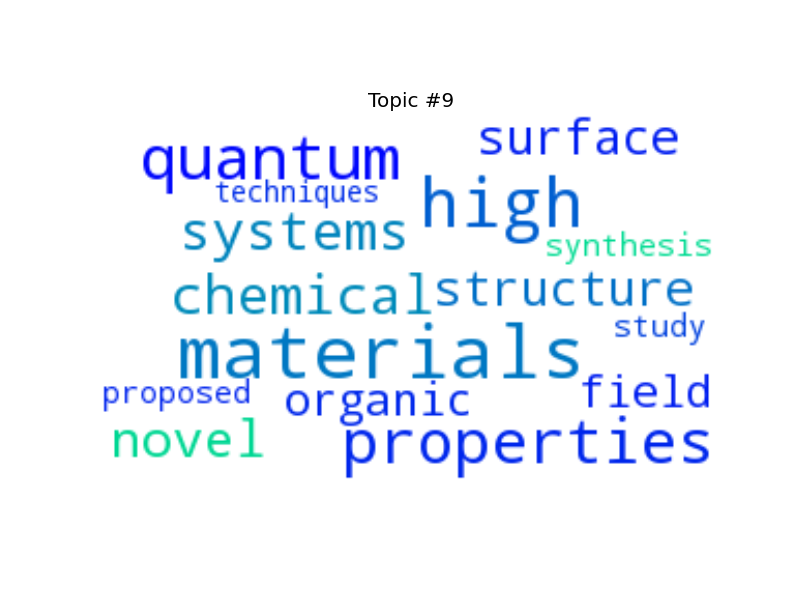 Topic #9
surface
quantum
techniques
high
systems
synthesis
chemical
structure
study
materials
proposed
organic
field
novel
properties